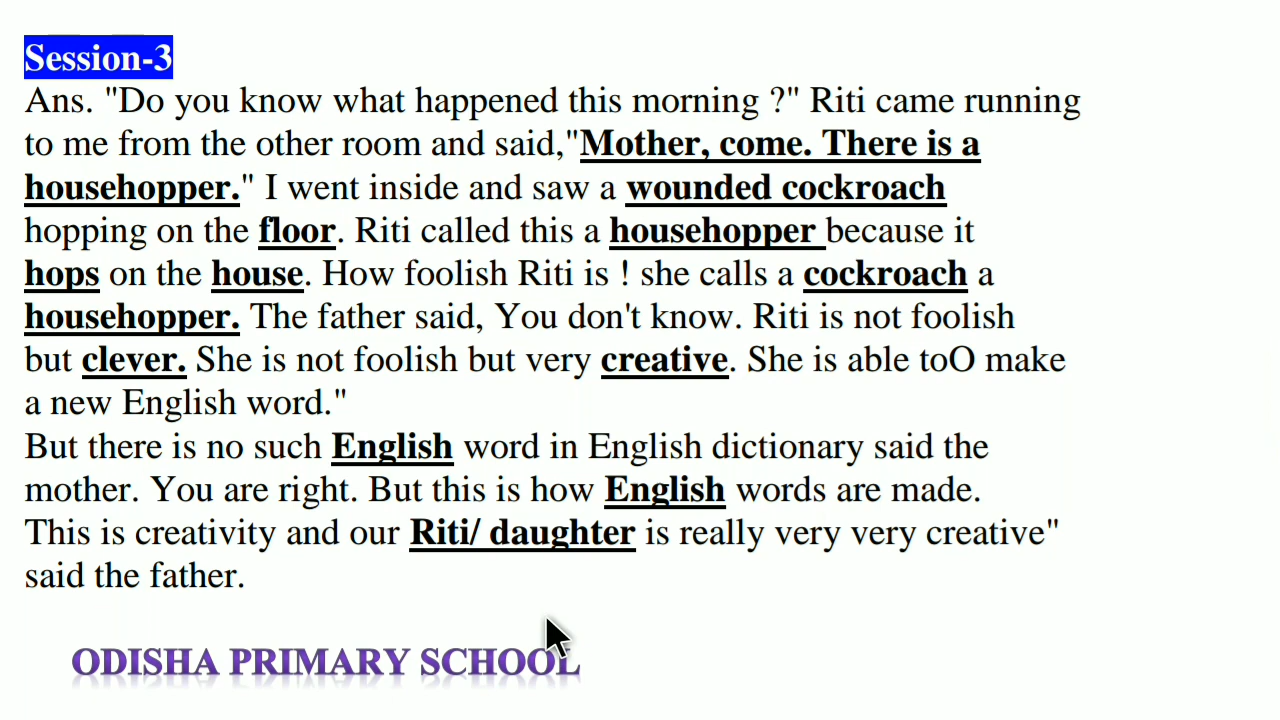 Session-3
Ans. "Do you know what happened this morning ?" Riti came running
to me from the other room and said,"Mother, come. There is a
househopper." I went inside and saw a wounded cockroach
hopping on the floor. Riti called this a househopper because it
hops on the house. How foolish Riti is ! she calls a cockroach a
househopper. The father said, You don't know. Riti is not foolish
but clever. She is not foolish but very creative. She is able toO make
a new English word."
But there is no such English word in English dictionary said the
mother. You are right. But this is how English words are made.
This is creativity and our Riti/ daughter is really very very creative"
said the father.
ODISHA PRIMARY SCHOOL